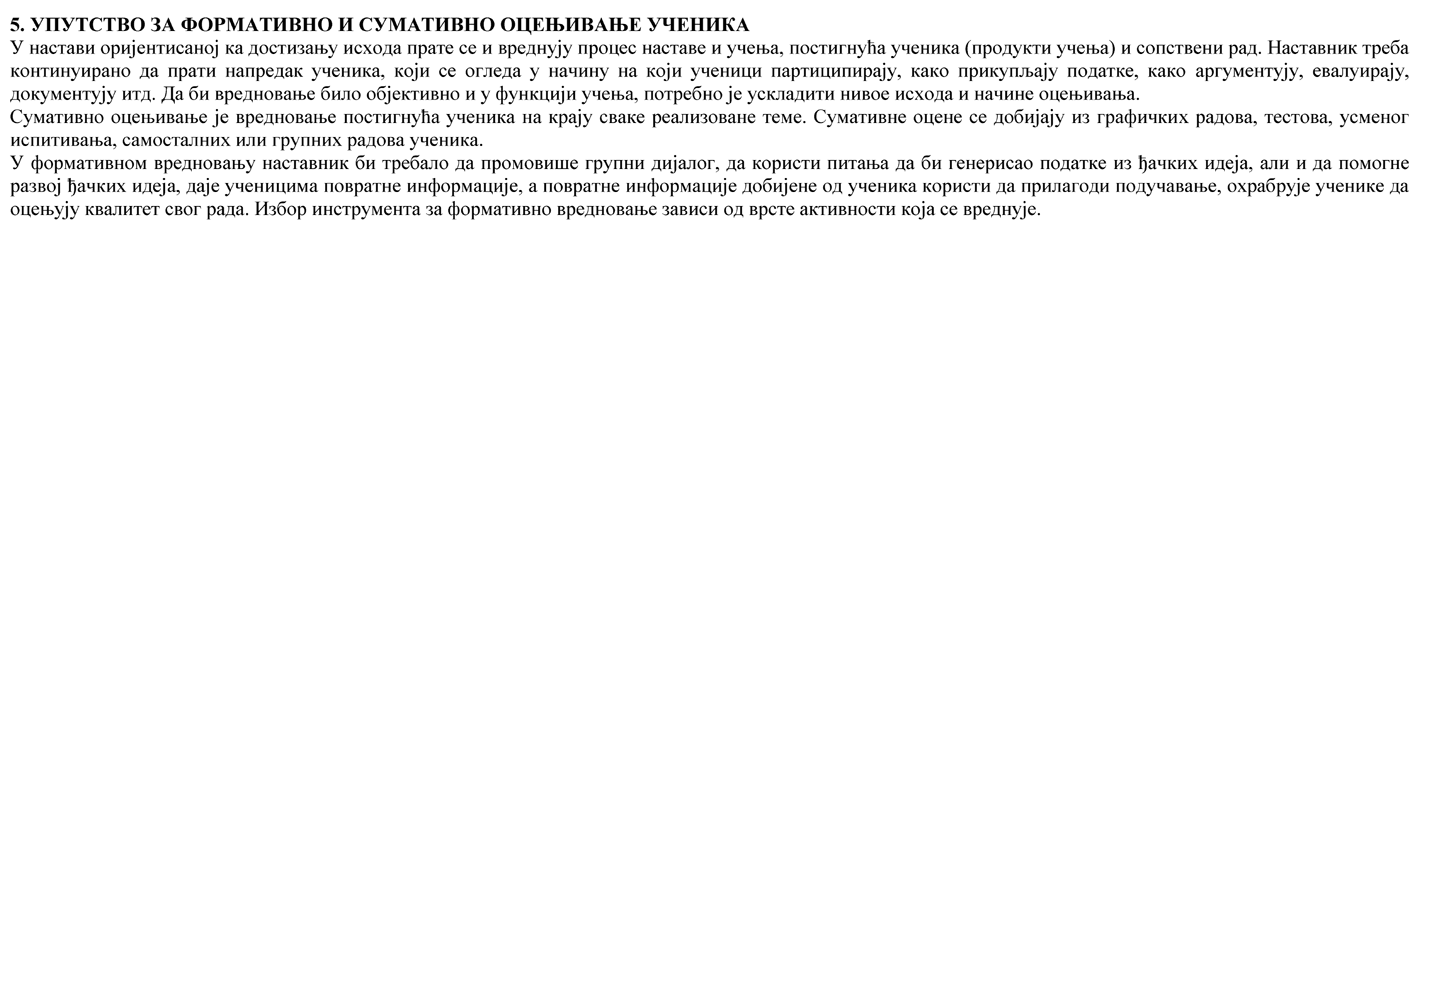 5. УПУТСТВО ЗА ФОРМАТИВНО И СУМАТИВНО ОЦЕЊИВАЊЕ УЧЕНИКА
У настави оријентисаној ка достизању исхода прате се и вреднују процес наставе и учења, постигнућа ученика (продукти учења) и сопствени рад. Наставник треба
континуирано да прати напредак ученика, који се огледа у начину на који ученици партиципирају, како прикупљају податке, како аргументују, евалуирају,
документују итд. Да би вредновање било објективно и у функцији учења, потребно је ускладити нивое исхода и начине оцењивања.
Сумативно оцењивање је вредновање постигнућа ученика на крају сваке реализоване теме. Сумативне оцене се добијају из графичких радова, тестова, усменог
испитивања, самосталних или групних радова ученика.
У формативном вредновању наставник би требало да промовише групни дијалог, да користи питања да би генерисао податке из ђачких идеја, али и да помогне
развој ђачких идеја, даје ученицима повратне информације, а повратне информације добијене од ученика користи да прилагоди подучавање, охрабрује ученике да
оцењују квалитет свог рада. Избор инструмента за формативно вредновање зависи од врсте активности која се вреднује.